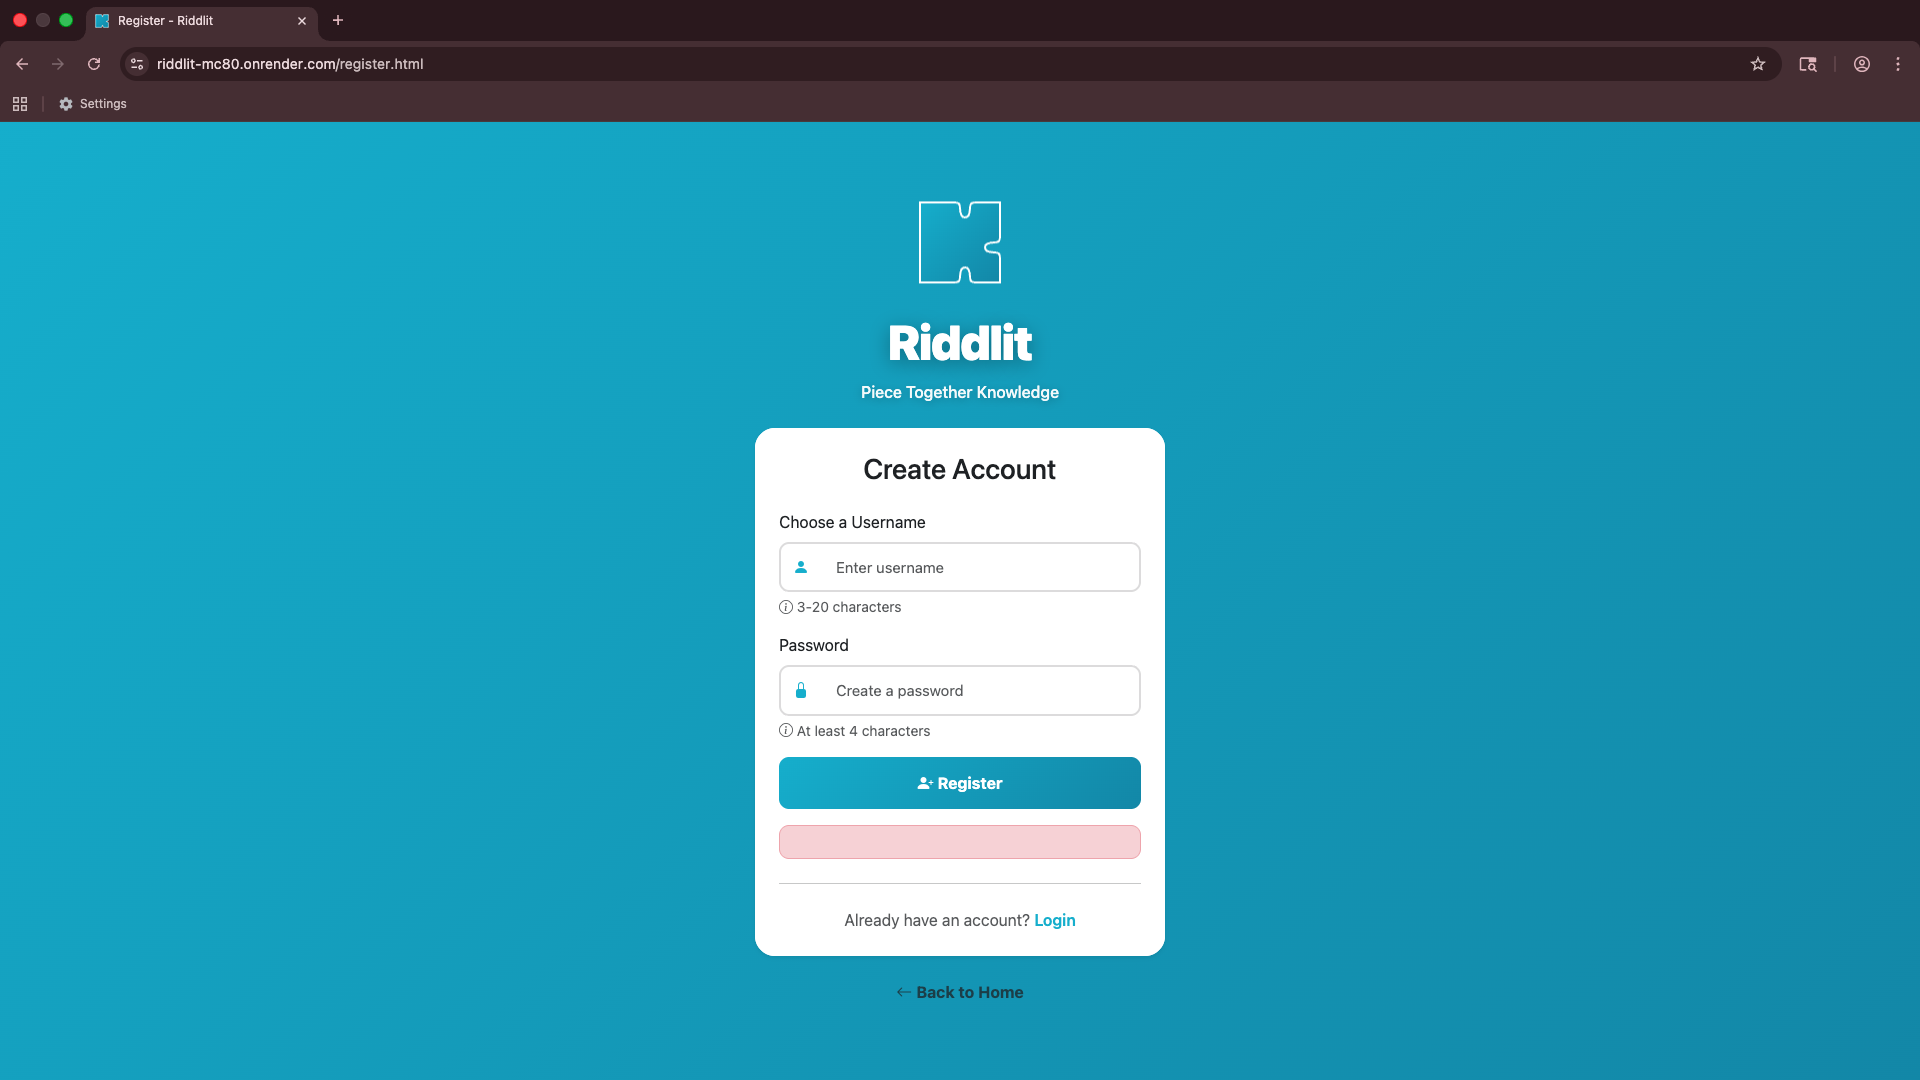 Register - Riddlit
riddlit-mc80.onrender.com/register.html
Settings
Riddlit
Piece Together Knowledge
Create Account
Choose a Username
Enter username
3-20 characters
Password
Create a password
At least 4 characters
Register
Already have an account? Login
Back to Home